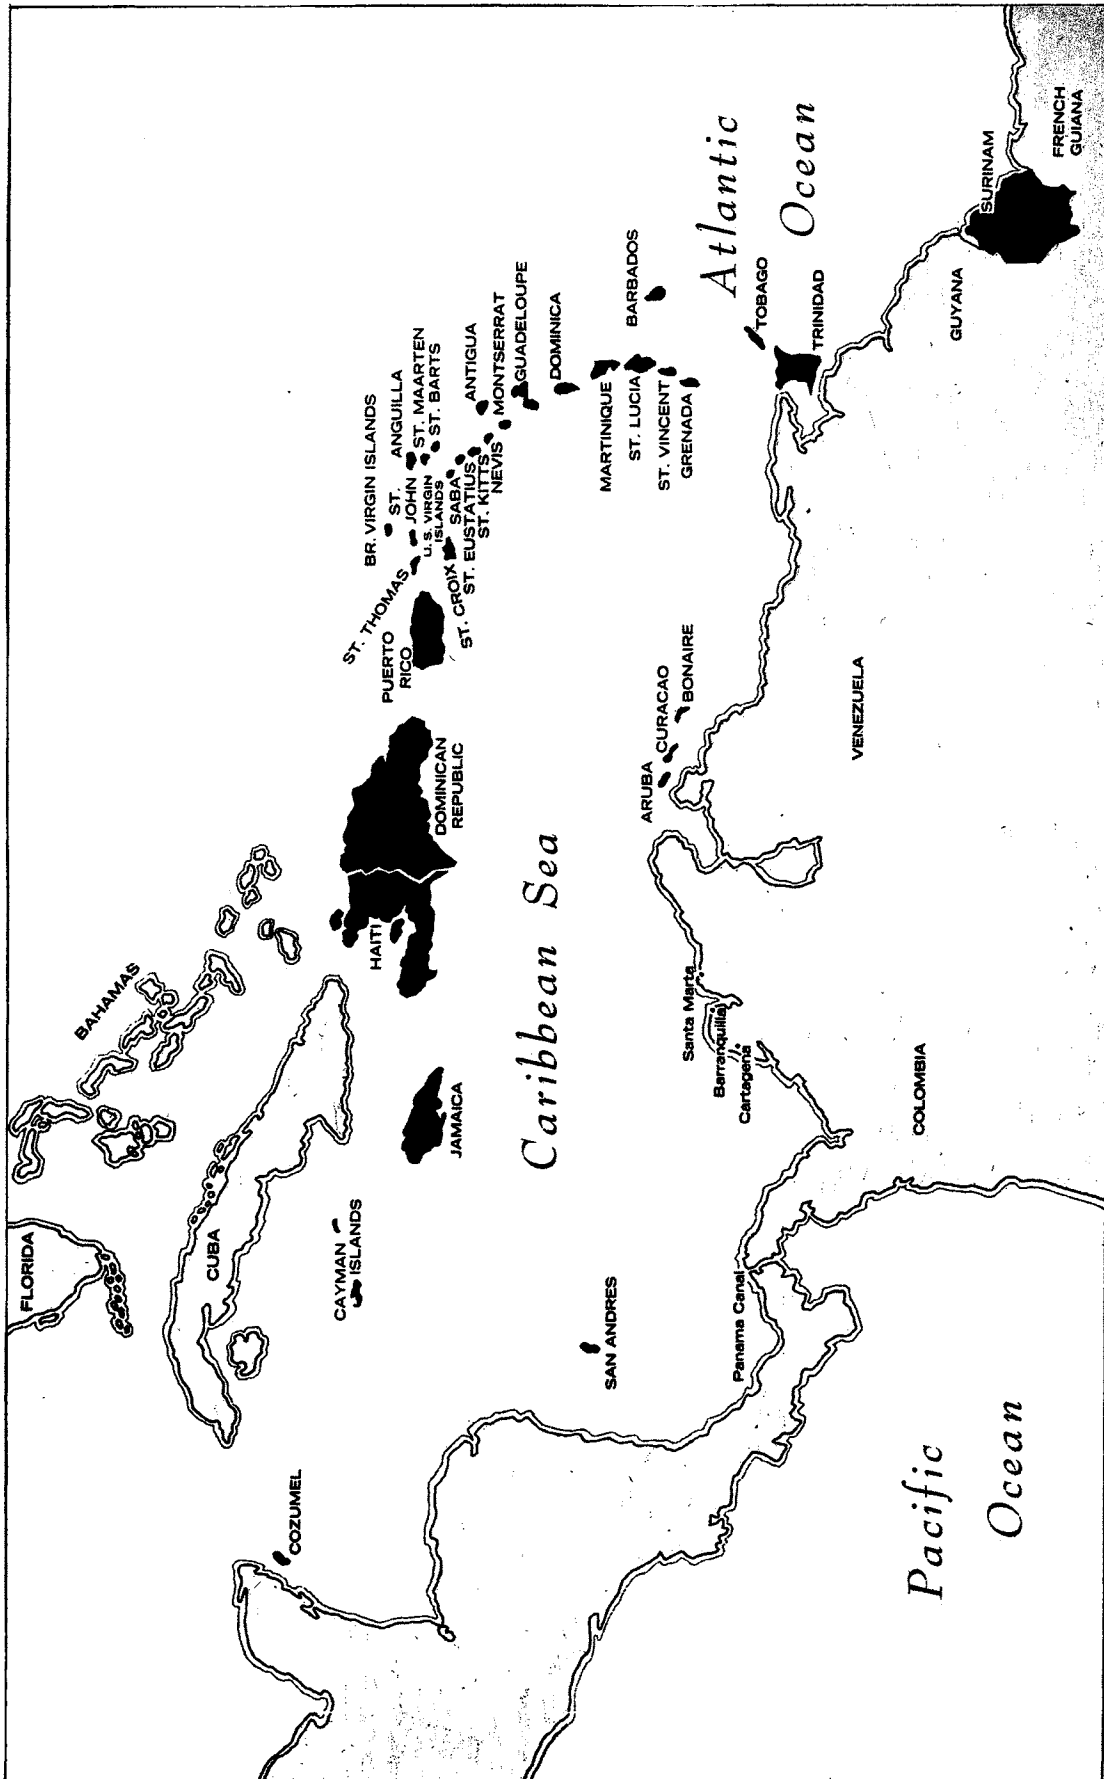 FLORIDA
BAHAMAS
CUBA
COZUMEL
CAYMAN
ISLANDS
JAMAICA
HAITI
DOMINICAN
REPUBLIC
PUERTO
RICO
ST. THOMAS
BR. VIRGIN ISLANDS
ST.
JOHN
U.S. VIRGIN
ISLANDS
ST. CROIX
ANGUILLA
ST. MAARTEN
ST. BARTS
SABA
ST. EUSTATIUS
ST. KITTS
NEVIS
ANTIGUA
MONTSERRAT
GUADELOUPE
DOMINICA
MARTINIQUE
ST. LUCIA
ST. VINCENT
GRENADA
BARBADOS
Atlantic
Ocean
TOBAGO
TRINIDAD
Caribbean Sea
SAN ANDRES
ARUBA
CURACAO
BONAIRE
Santa Marta
Barranquilla
Cartagena
Panama Canal
COLOMBIA
VENEZUELA
GUYANA
SURINAM
FRENCH
GUIANA
Pacific
Ocean